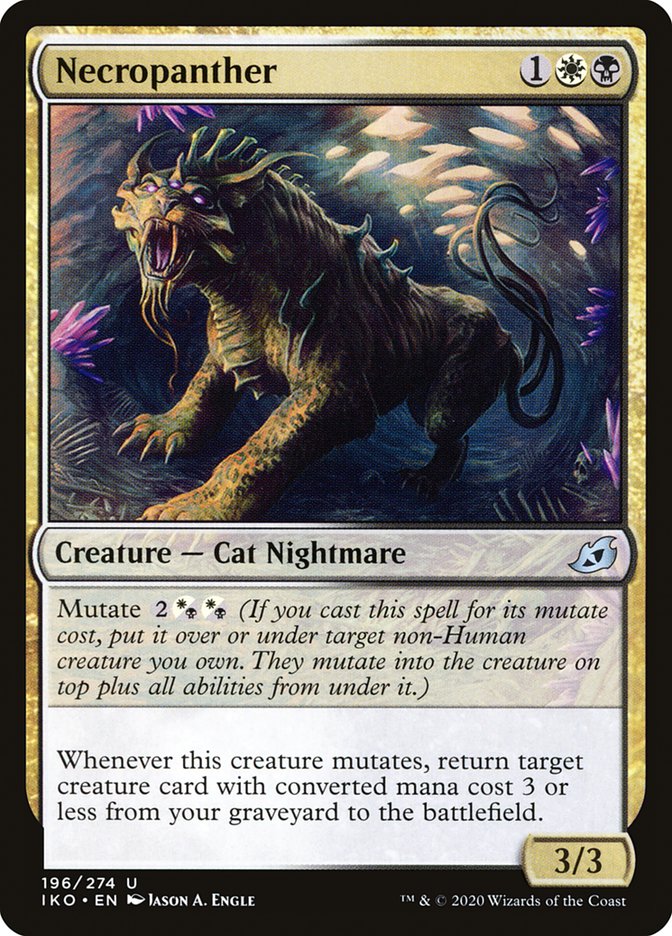 Necropanther 1
Creature — Cat Nightmare
Mutate 2 (If you cast this spell for its mutate
cost, put it over or under target non-Human
creature you own. They mutate into the creature on
top plus all abilities from under it.)
Whenever this creature mutates, return target
creature card with converted mana cost 3 or
less from your graveyard to the battlefield.
3/3
196/274 U
IKO • EN Jason A. Engle ™ & © 2020 Wizards of the Coast